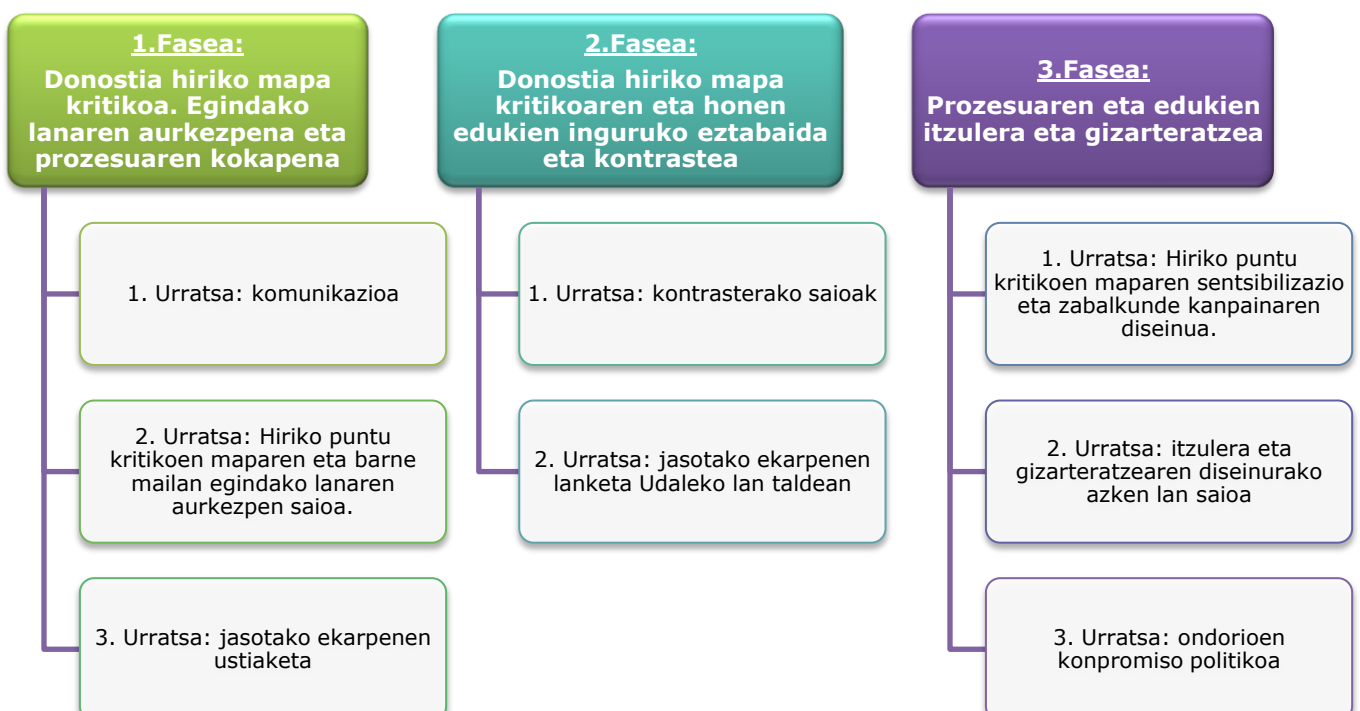 1.Fasea:
Donostia hiriko mapa
kritikoa. Egindako
lanaren aurkezpena eta
prozesuaren kokapena
1. Urratsa: komunikazioa
2. Urratsa: Hiriko puntu
kritikoen maparen eta barne
mailan egindako lanaren
aurkezpen saioa.
3. Urratsa: jasotako ekarpenen
ustiaketa
2.Fasea:
Donostia hiriko mapa
kritikoaren eta honen
edukien inguruko eztabaida
eta kontrastea
1. Urratsa: kontrasterako saioak
2. Urratsa: jasotako ekarpenen
lanketa Udaleko lan taldean
3.Fasea:
Prozesuaren eta edukien
itzulera eta gizarteratzea
1. Urratsa: Hiriko puntu
kritikoen maparen sentsibilizazio
eta zabalkunde kanpainaren
diseinua.
2. Urratsa: itzulera eta
gizarteratzearen diseinurako
azken lan saioa
3. Urratsa: ondorioen
konpromiso politikoa